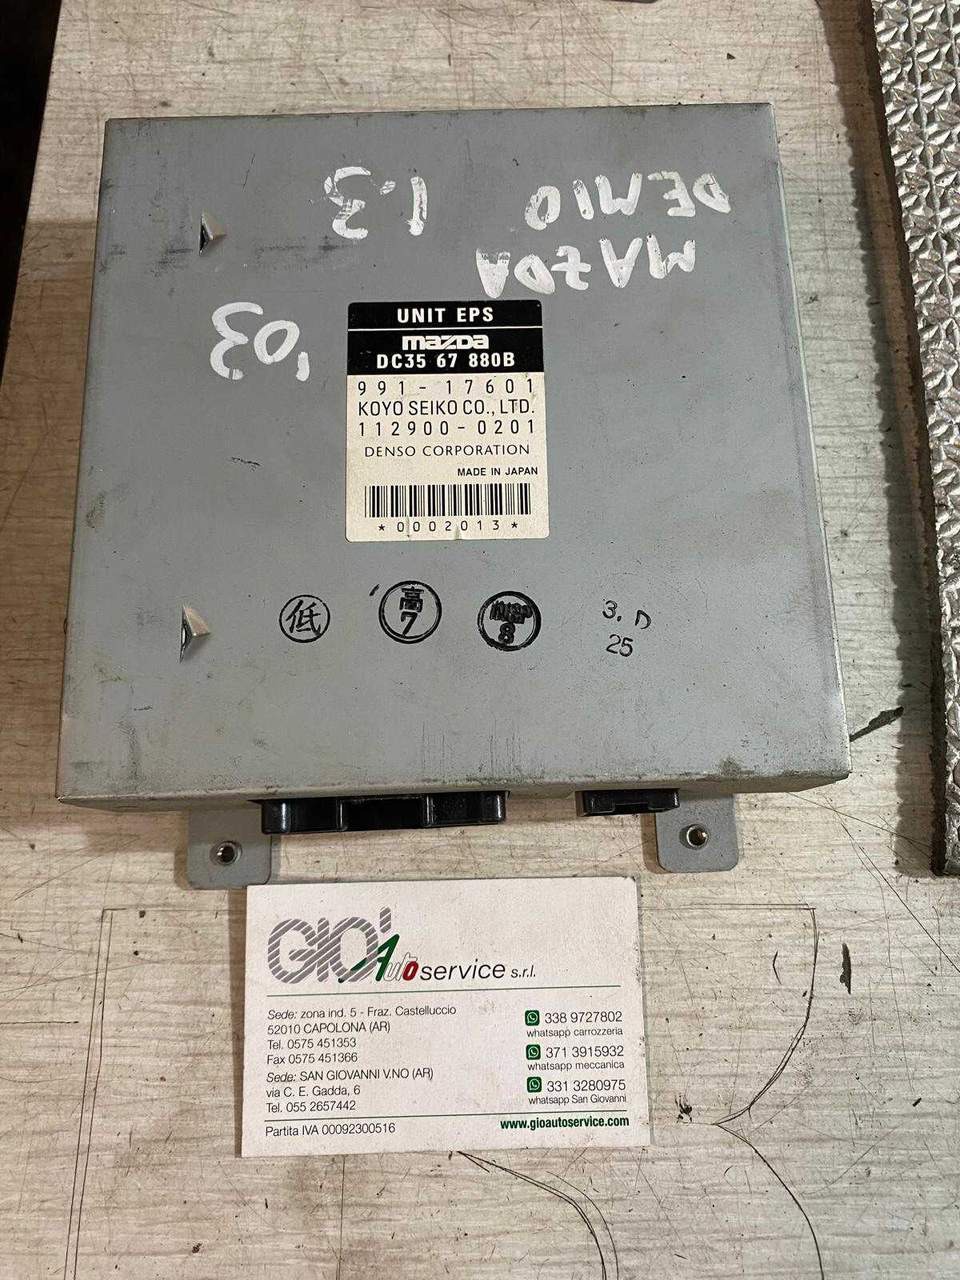 MAZDA
DEMIO 1.3
'03
UNIT EPS
mazda
DC35 67 880B
991-17601
KOYO SEIKO CO., LTD.
112900-0201
DENSO CORPORATION
MADE IN JAPAN
*0002013*
低
高
7
8
3. D
25
GIO' Auto service s.r.l.
Sede: zona ind. 5 - Fraz. Castelluccio
52010 CAPOLONA (AR)
Tel. 0575 451353
Fax 0575 451366
Sede: SAN GIOVANNI V.NO (AR)
via C. E. Gadda, 6
Tel. 055 2657442
Partita IVA 00092300516
338 9727802
whatsapp carrozzeria
371 3915932
whatsapp meccanica
331 3280975
whatsapp San Giovanni
www.gioautoservice.com